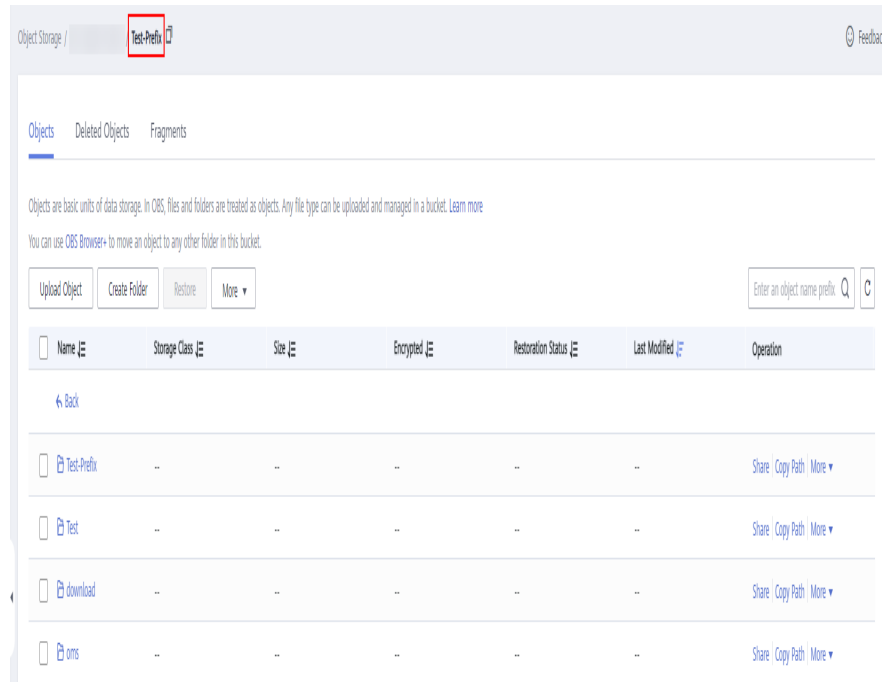 Object Storage / / Test-Prefix Feedbac
Objects Deleted Objects Fragments
Objects are basic units of data storage. In OBS, files and folders are treated as objects. Any file type can be uploaded and managed in a bucket. Learn more
You can use OBS Browser+ to move an object to any other folder in this bucket.
Upload Object Create Folder Restore More Enter an object name prefix
Name Storage Class Size Encrypted Restoration Status Last Modified Operation
Back
Test-Prefix -- -- -- -- -- Share Copy Path More
Test -- -- -- -- -- Share Copy Path More
download -- -- -- -- -- Share Copy Path More
oms -- -- -- -- -- Share Copy Path More